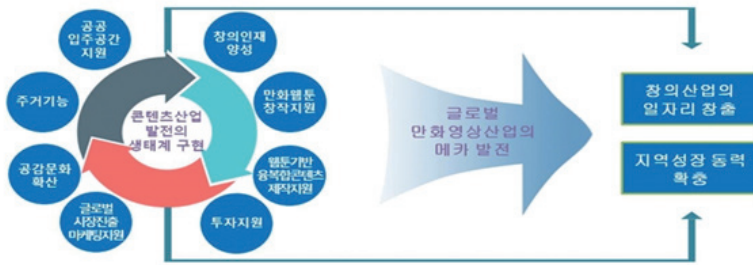 공공
입주공간
지원
창의인재
양성
주거기능
만화웹툰
창작지원
콘텐츠산업
발전의
생태계 구현
공감문화
확산
웹툰기반
융복합콘텐츠
제작지원
글로벌
시장진출
마케팅지원
투자지원
글로벌
만화영상산업의
메카 발전
창의산업의
일자리 창출
지역성장 동력
확충